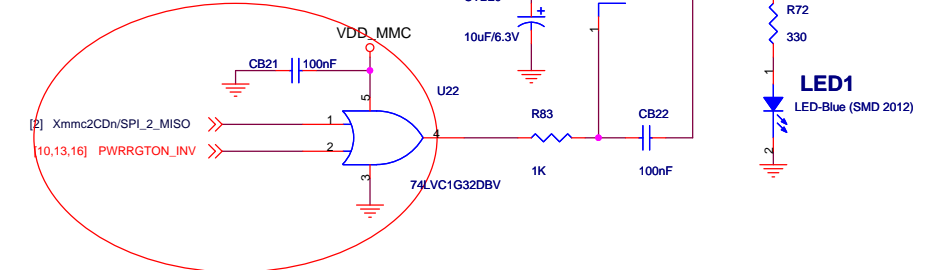 R72
VDD_MMC
10uF/6.3V
1
330
CB21
100nF
1
LED1
U22
5
LED-Blue (SMD 2012)
R83
CB22
[2] Xmmc2CDn/SPI_2_MISO
1
4
[10,13,16] PWRRGTON_INV
2
2
1K
100nF
3
74LVC1G32DBV